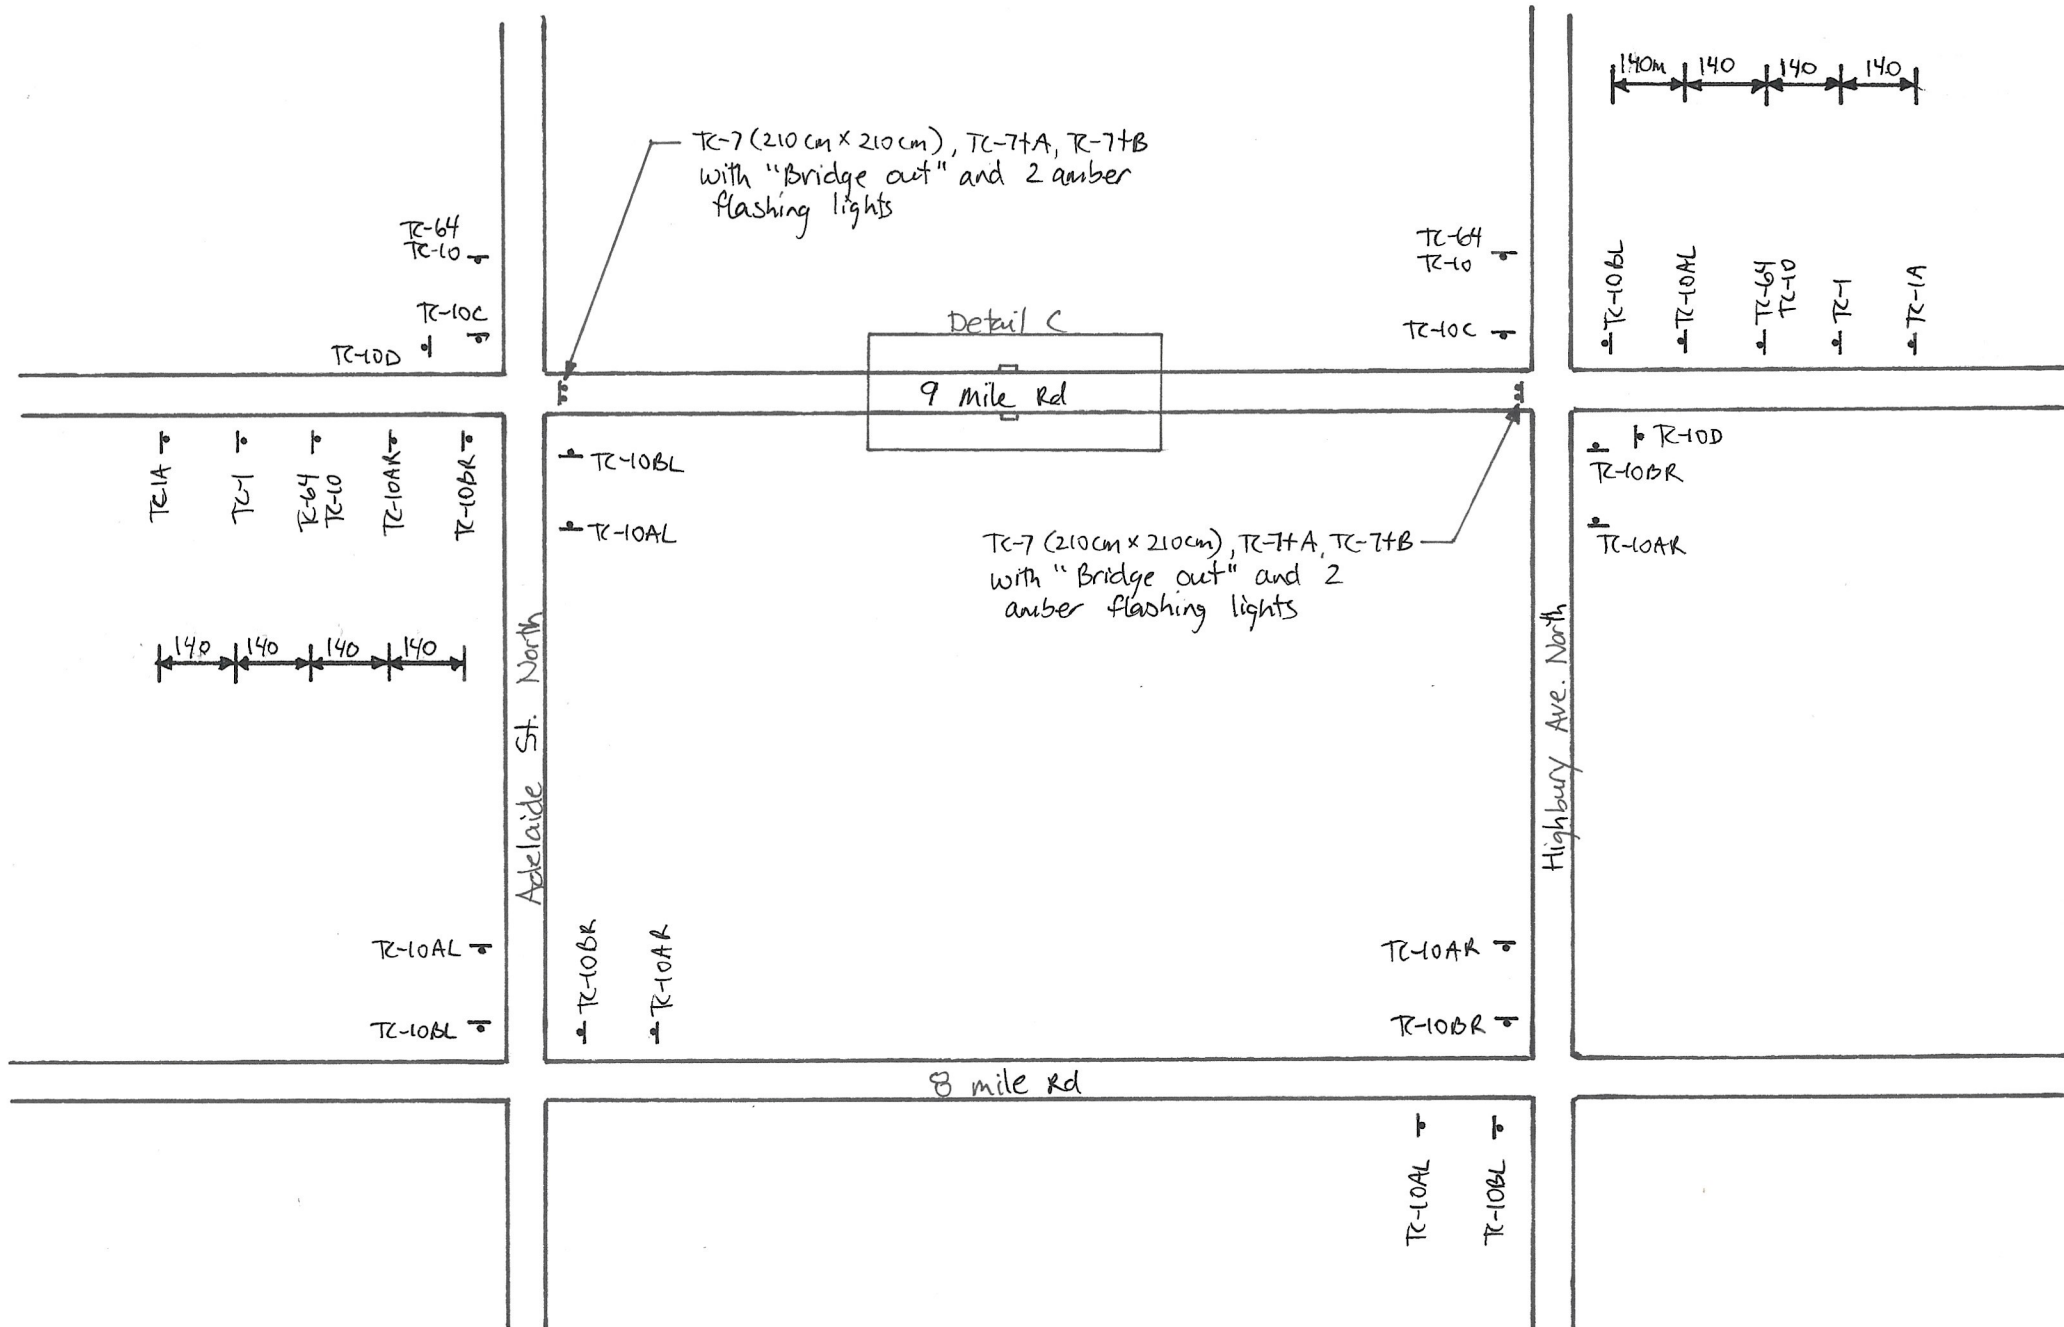 140m 140 140 140
TC-7 (210 cm x 210 cm), TC-7tA, TC-7tB
with "Bridge out" and 2 amber
flashing lights
TC-64
TC-10
TC-10C
TC-10D
TC-64
TC-10
TC-10C
TC-10BL
TC-10AL
TC-64
TC-10
TC-1
TC-1A
Detail C
9 mile Rd
TC-1A
TC-1
TC-64
TC-10
TC-10AR
TC-10BR
TC-10BL
TC-10AL
TC-10D
TC-10BR
TC-10AR
TC-7 (210cm x 210cm), TC-7tA, TC-7tB
with "Bridge out" and 2
amber flashing lights
140 140 140 140
Adelaide St. North
Highbury Ave. North
TC-10AL
TC-10BL
TC-10BR
TC-10AR
TC-10AR
TC-10BR
8 mile Rd
TC-10AL
TC-10BL